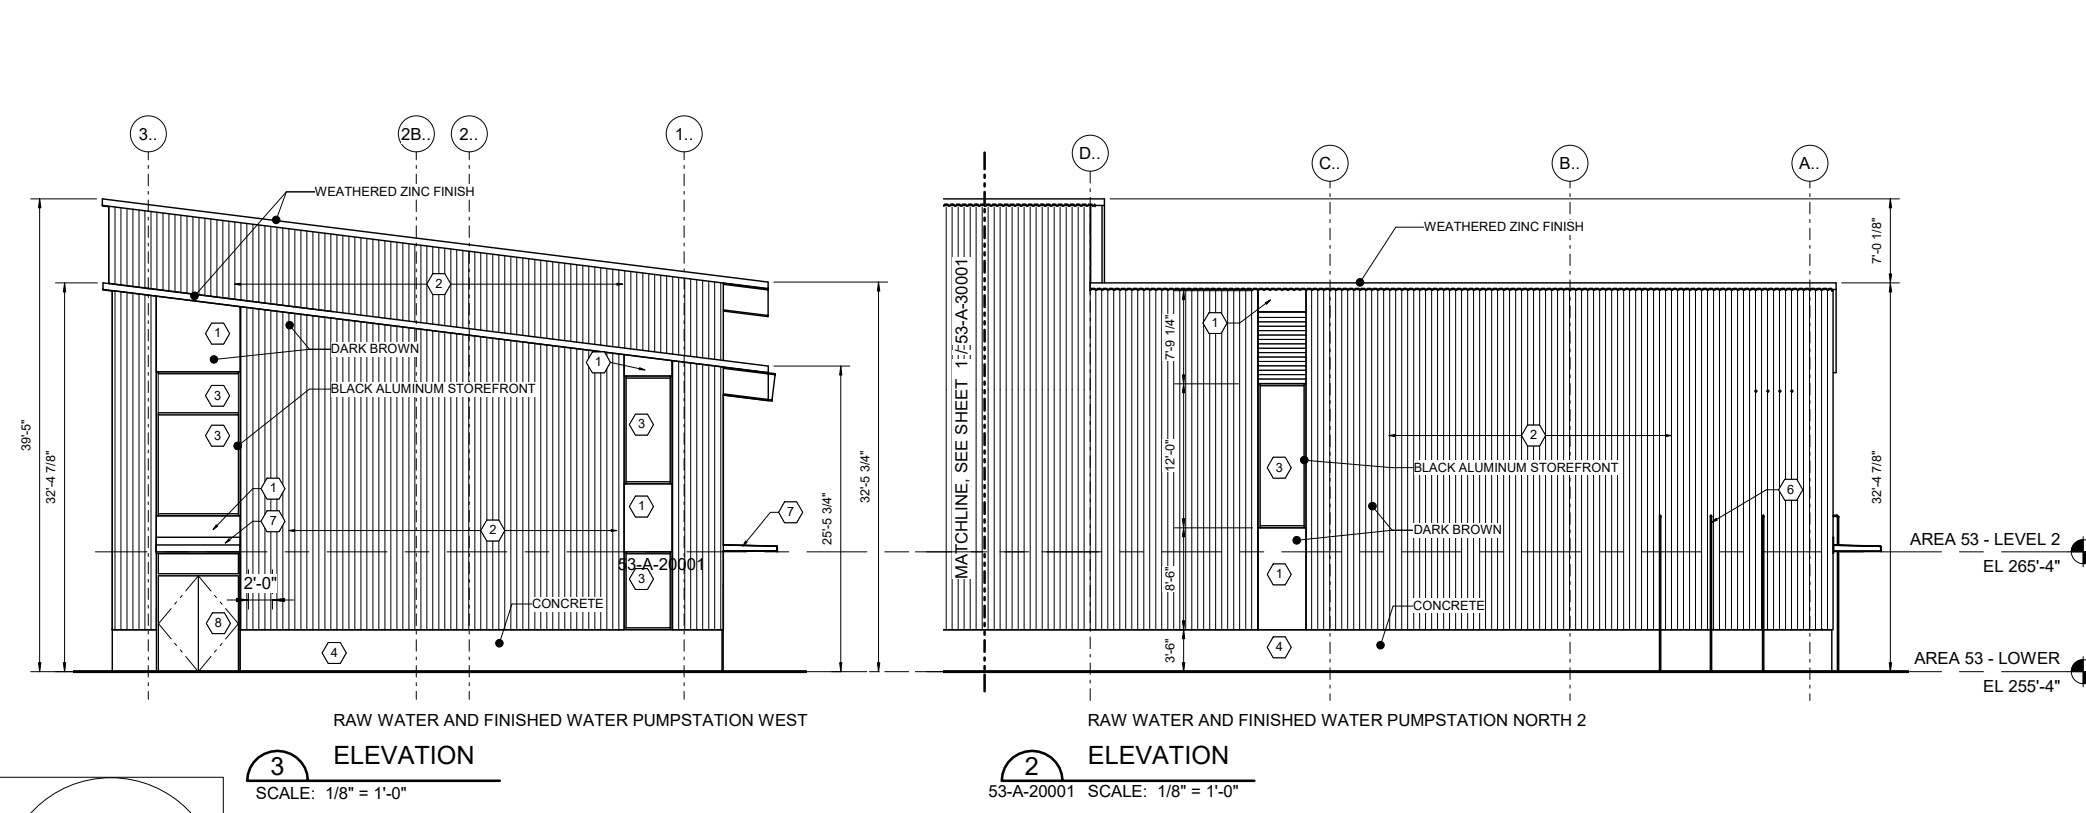 3..
2B..
2..
1..
WEATHERED ZINC FINISH
2
1
DARK BROWN
1
BLACK ALUMINUM STOREFRONT
3
3
3
39'-5"
32'-4 7/8"
1
7
2
1
7
25'-5 3/4"
32'-5 3/4"
53-A-20001
3
2'-0"
CONCRETE
8
4
RAW WATER AND FINISHED WATER PUMPSTATION WEST
3
ELEVATION
SCALE: 1/8" = 1'-0"
D..
C..
B..
A..
WEATHERED ZINC FINISH
7'-0 1/8"
MATCHLINE, SEE SHEET 1 / 53-A-30001
1
7'-9 1/4"
2
3
BLACK ALUMINUM STOREFRONT
12'-0"
6
32'-4 7/8"
DARK BROWN
1
8'-6"
CONCRETE
4
3'-6"
AREA 53 - LEVEL 2
EL 265'-4"
AREA 53 - LOWER
EL 255'-4"
RAW WATER AND FINISHED WATER PUMPSTATION NORTH 2
2
ELEVATION
53-A-20001
SCALE: 1/8" = 1'-0"